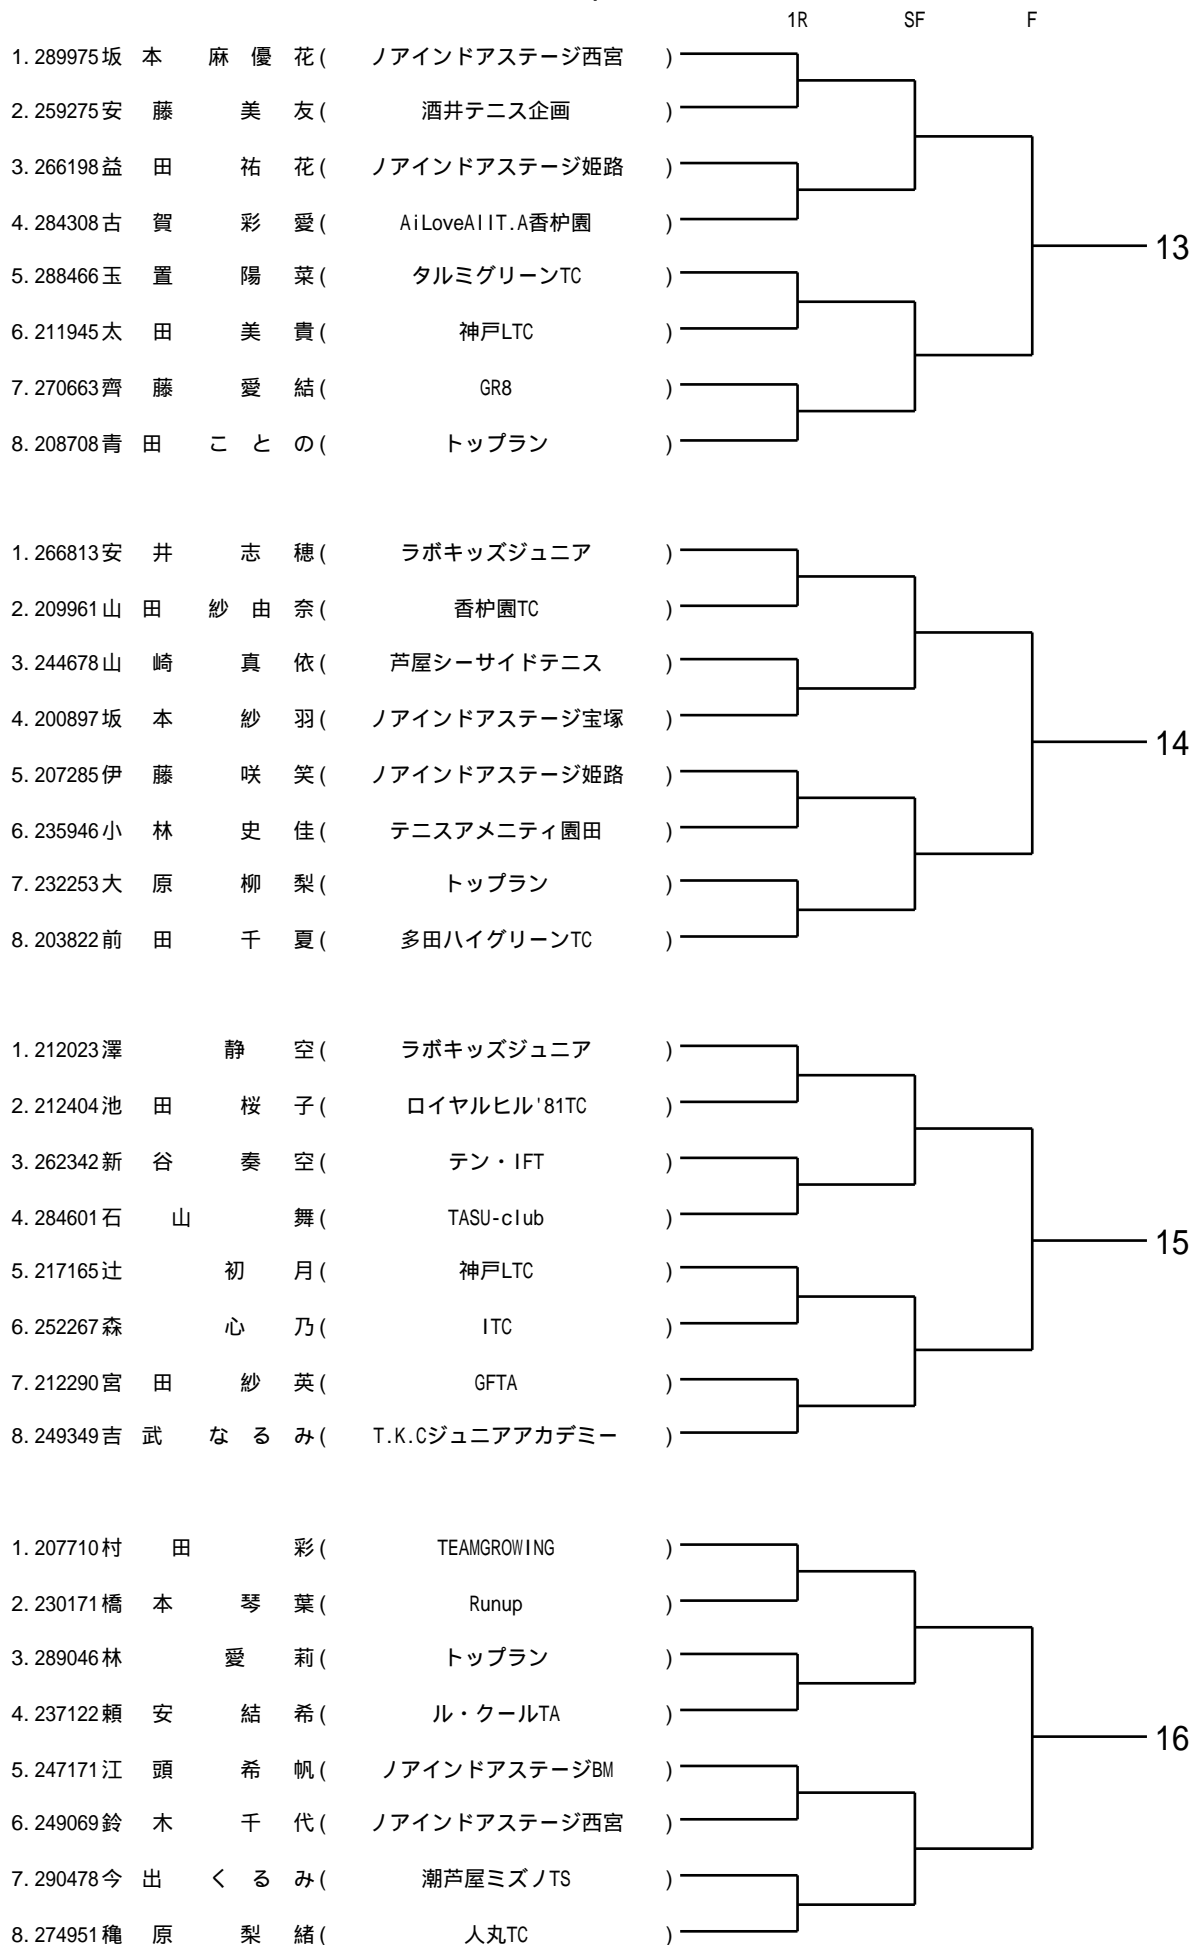 1R SF F
1. 289975 坂本 麻優花 ( ノアインドアステージ西宮 )
2. 259275 安藤 美友 ( 酒井テニス企画 )
3. 266198 益田 祐花 ( ノアインドアステージ姫路 )
4. 284308 古賀 彩愛 ( AiLoveAllT.A香枦園 )
13
5. 288466 玉置 陽菜 ( タルミグリーンTC )
6. 211945 太田 美貴 ( 神戸LTC )
7. 270663 齊藤 愛結 ( GR8 )
8. 208708 青田 ことの ( トップラン )
1. 266813 安井 志穂 ( ラボキッズジュニア )
2. 209961 山田 紗由奈 ( 香枦園TC )
3. 244678 山崎 真依 ( 芦屋シーサイドテニス )
4. 200897 坂本 紗羽 ( ノアインドアステージ宝塚 )
14
5. 207285 伊藤 咲笑 ( ノアインドアステージ姫路 )
6. 235946 小林 史佳 ( テニスアメニティ園田 )
7. 232253 大原 柳梨 ( トップラン )
8. 203822 前田 千夏 ( 多田ハイグリーンTC )
1. 212023 澤 静空 ( ラボキッズジュニア )
2. 212404 池田 桜子 ( ロイヤルヒル'81TC )
3. 262342 新谷 奏空 ( テン・IFT )
4. 284601 石山 舞 ( TASU-club )
15
5. 217165 辻 初月 ( 神戸LTC )
6. 252267 森 心乃 ( ITC )
7. 212290 宮田 紗英 ( GFTA )
8. 249349 吉武 なるみ ( T.K.Cジュニアアカデミー )
1. 207710 村田 彩 ( TEAMGROWING )
2. 230171 橋本 琴葉 ( Runup )
3. 289046 林 愛莉 ( トップラン )
4. 237122 頼安 結希 ( ル・クールTA )
16
5. 247171 江頭 希帆 ( ノアインドアステージBM )
6. 249069 鈴木 千代 ( ノアインドアステージ西宮 )
7. 290478 今出 くるみ ( 潮芦屋ミズノTS )
8. 274951 穐原 梨緒 ( 人丸TC )